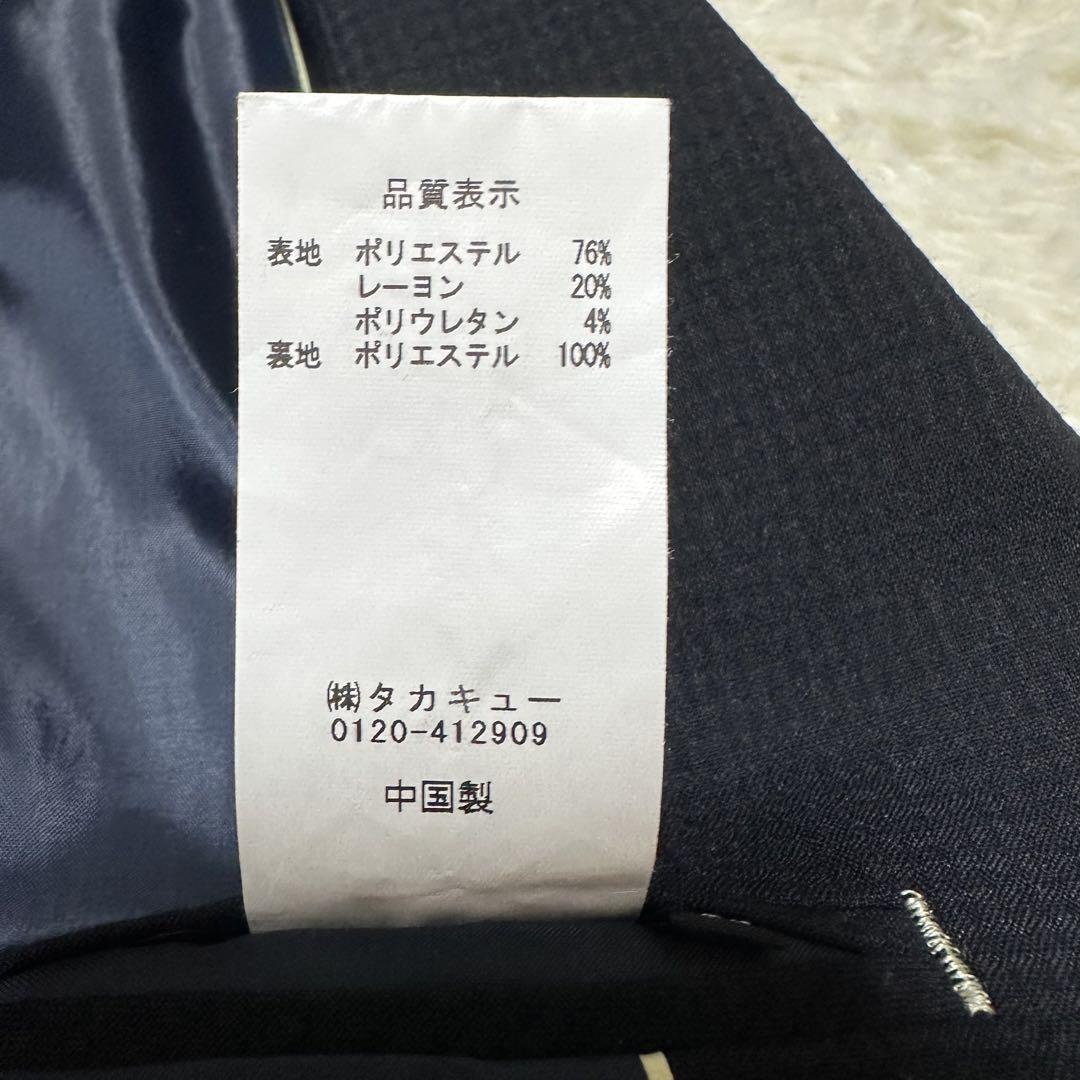 品質表示
表地 ポリエステル 76%
レーヨン 20%
ポリウレタン 4%
裏地 ポリエステル 100%
㈱タカキュー
0120-412909
中国製